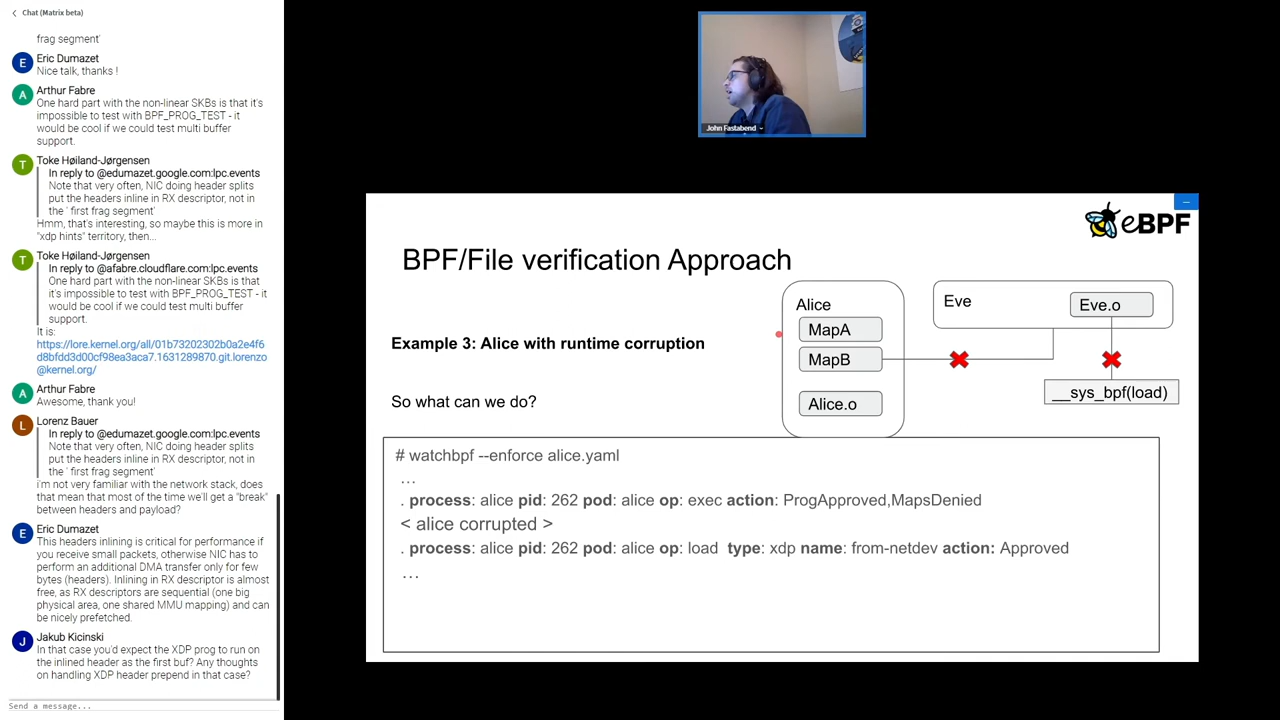 Chat (Matrix beta)
frag segment'
E
Eric Dumazet
Nice talk, thanks !
A
Arthur Fabre
One hard part with the non-linear SKBs is that it's
impossible to test with BPF_PROG_TEST - it
would be cool if we could test multi buffer
support.
T
Toke Høiland-Jørgensen
In reply to @edumazet.google.com:lpc.events
Note that very often, NIC doing header splits
put the headers inline in RX descriptor, not in
the ' first frag segment'
Hmm, that's interesting, so maybe this is more in
"xdp hints" territory, then...
T
Toke Høiland-Jørgensen
In reply to @afabre.cloudflare.com:lpc.events
One hard part with the non-linear SKBs is that
it's impossible to test with BPF_PROG_TEST - it
would be cool if we could test multi buffer
support.
It is:
https://lore.kernel.org/all/01b73202302b0a2e4f6
d8bfdd3d00cf98ea3aca7.1631289870.git.lorenzo
@kernel.org/
A
Arthur Fabre
Awesome, thank you!
L
Lorenz Bauer
In reply to @edumazet.google.com:lpc.events
Note that very often, NIC doing header splits
put the headers inline in RX descriptor, not in
the ' first frag segment'
i'm not very familiar with the network stack, does
that mean that most of the time we'll get a "break"
between headers and payload?
E
Eric Dumazet
This headers inlining is critical for performance if
you receive small packets, otherwise NIC has to
perform an additional DMA transfer only for few
bytes (headers). Inlining in RX descriptor is almost
free, as RX descriptors are sequential (one big
physical area, one shared MMU mapping) and can
be nicely prefetched.
J
Jakub Kicinski
In that case you'd expect the XDP prog to run on
the inlined header as the first buf? Any thoughts
on handling XDP header prepend in that case?
Send a message...
John Fastabend
eBPF
BPF/File verification Approach
Example 3: Alice with runtime corruption
So what can we do?
Alice
MapA
MapB
Alice.o
Eve
Eve.o
__sys_bpf(load)
# watchbpf --enforce alice.yaml
...
. process: alice pid: 262 pod: alice op: exec action: ProgApproved,MapsDenied
< alice corrupted >
. process: alice pid: 262 pod: alice op: load type: xdp name: from-netdev action: Approved
...